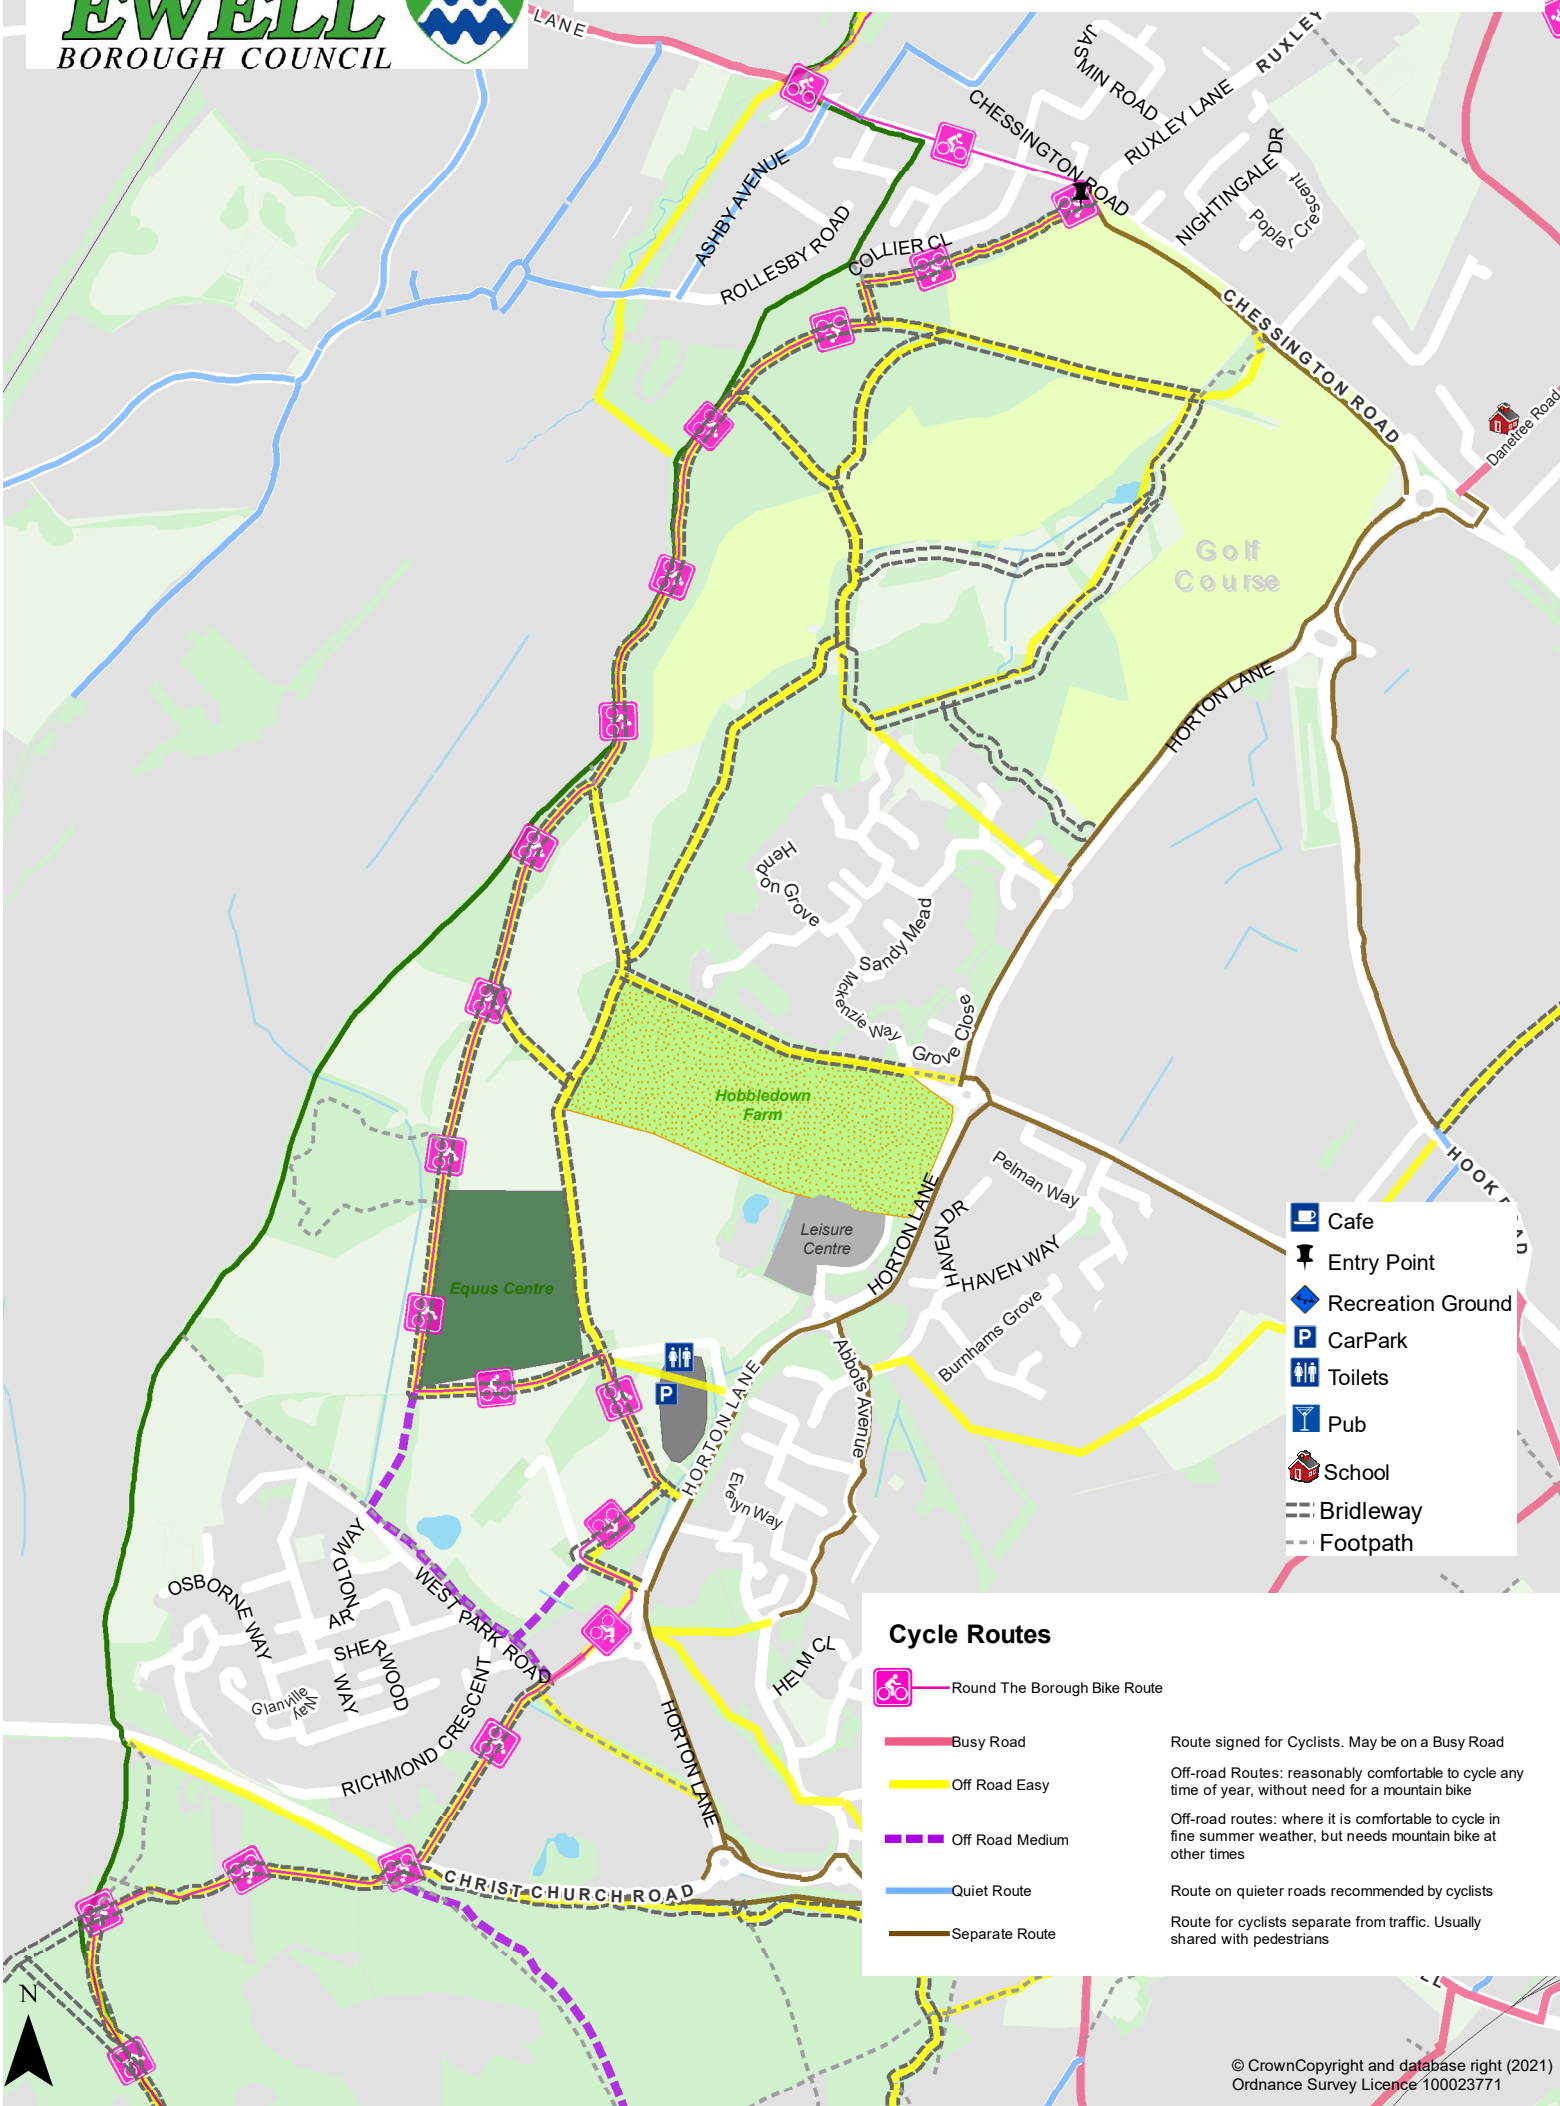 EWELL
BOROUGH COUNCIL
LANE
JASMIN ROAD
RUXLEY
RUXLEY LANE
CHESSINGTON ROAD
NIGHTINGALE DR
Poplar Crescent
ASHBY AVENUE
ROLLESBY ROAD
COLLIER CL
CHESSINGTON ROAD
Danetree Road
Golf
Course
HORTON LANE
Hendon Grove
Sandy Mead
Mckenzie Way
Grove Close
Hobbledown
Farm
Pelman Way
HOOK
AD
Leisure
Centre
HORTON LANE
HAVEN DR
HAVEN WAY
Equus Centre
Burnhams Grove
P
Abbots Avenue
HORTON LANE
Evelyn Way
Cafe
Entry Point
Recreation Ground
P CarPark
Toilets
Pub
School
Bridleway
Footpath
OSBORNE WAY
ARNOLD WAY
SHERWOOD WAY
WEST PARK ROAD
Glanville Way
RICHMOND CRESCENT
HELM CL
HORTON LANE
CHRIST CHURCH ROAD
Cycle Routes
Round The Borough Bike Route
Busy Road
Route signed for Cyclists. May be on a Busy Road
Off Road Easy
Off-road Routes: reasonably comfortable to cycle any
time of year, without need for a mountain bike
Off Road Medium
Off-road routes: where it is comfortable to cycle in
fine summer weather, but needs mountain bike at
other times
Quiet Route
Route on quieter roads recommended by cyclists
Separate Route
Route for cyclists separate from traffic. Usually
shared with pedestrians
N
© CrownCopyright and database right (2021)
Ordnance Survey Licence 100023771